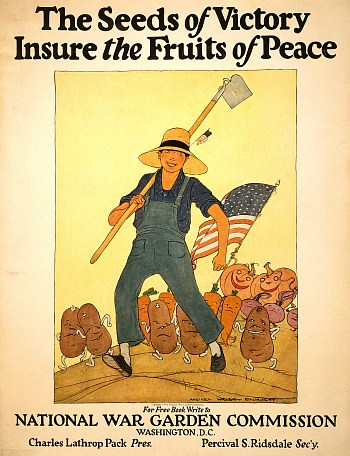 The Seeds of Victory
Insure the Fruits of Peace
For Free Book Write to
NATIONAL WAR GARDEN COMMISSION
WASHINGTON, D.C.
Charles Lathrop Pack Pres.
Percival S. Ridsdale Sec'y.